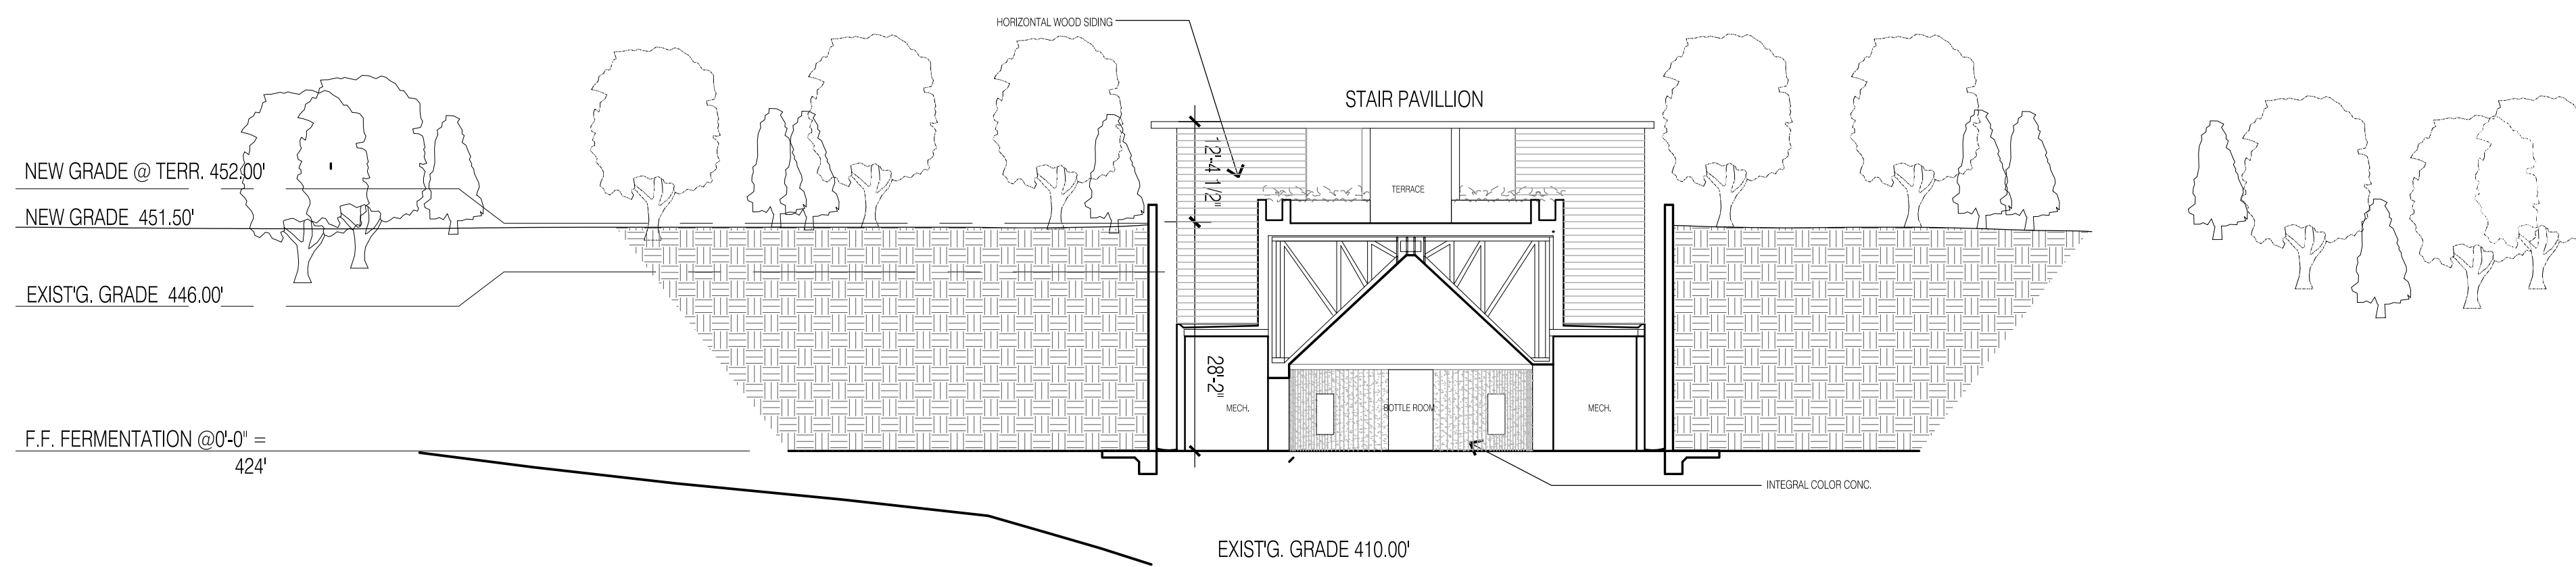 HORIZONTAL WOOD SIDING
STAIR PAVILLION
12'-4 1/2"
NEW GRADE @ TERR. 452.00'
TERRACE
NEW GRADE 451.50'
EXIST'G. GRADE 446.00'
28'-2"
MECH.
BOTTLE ROOM
MECH.
F.F. FERMENTATION @0'-0" =
424'
INTEGRAL COLOR CONC.
EXIST'G. GRADE 410.00'